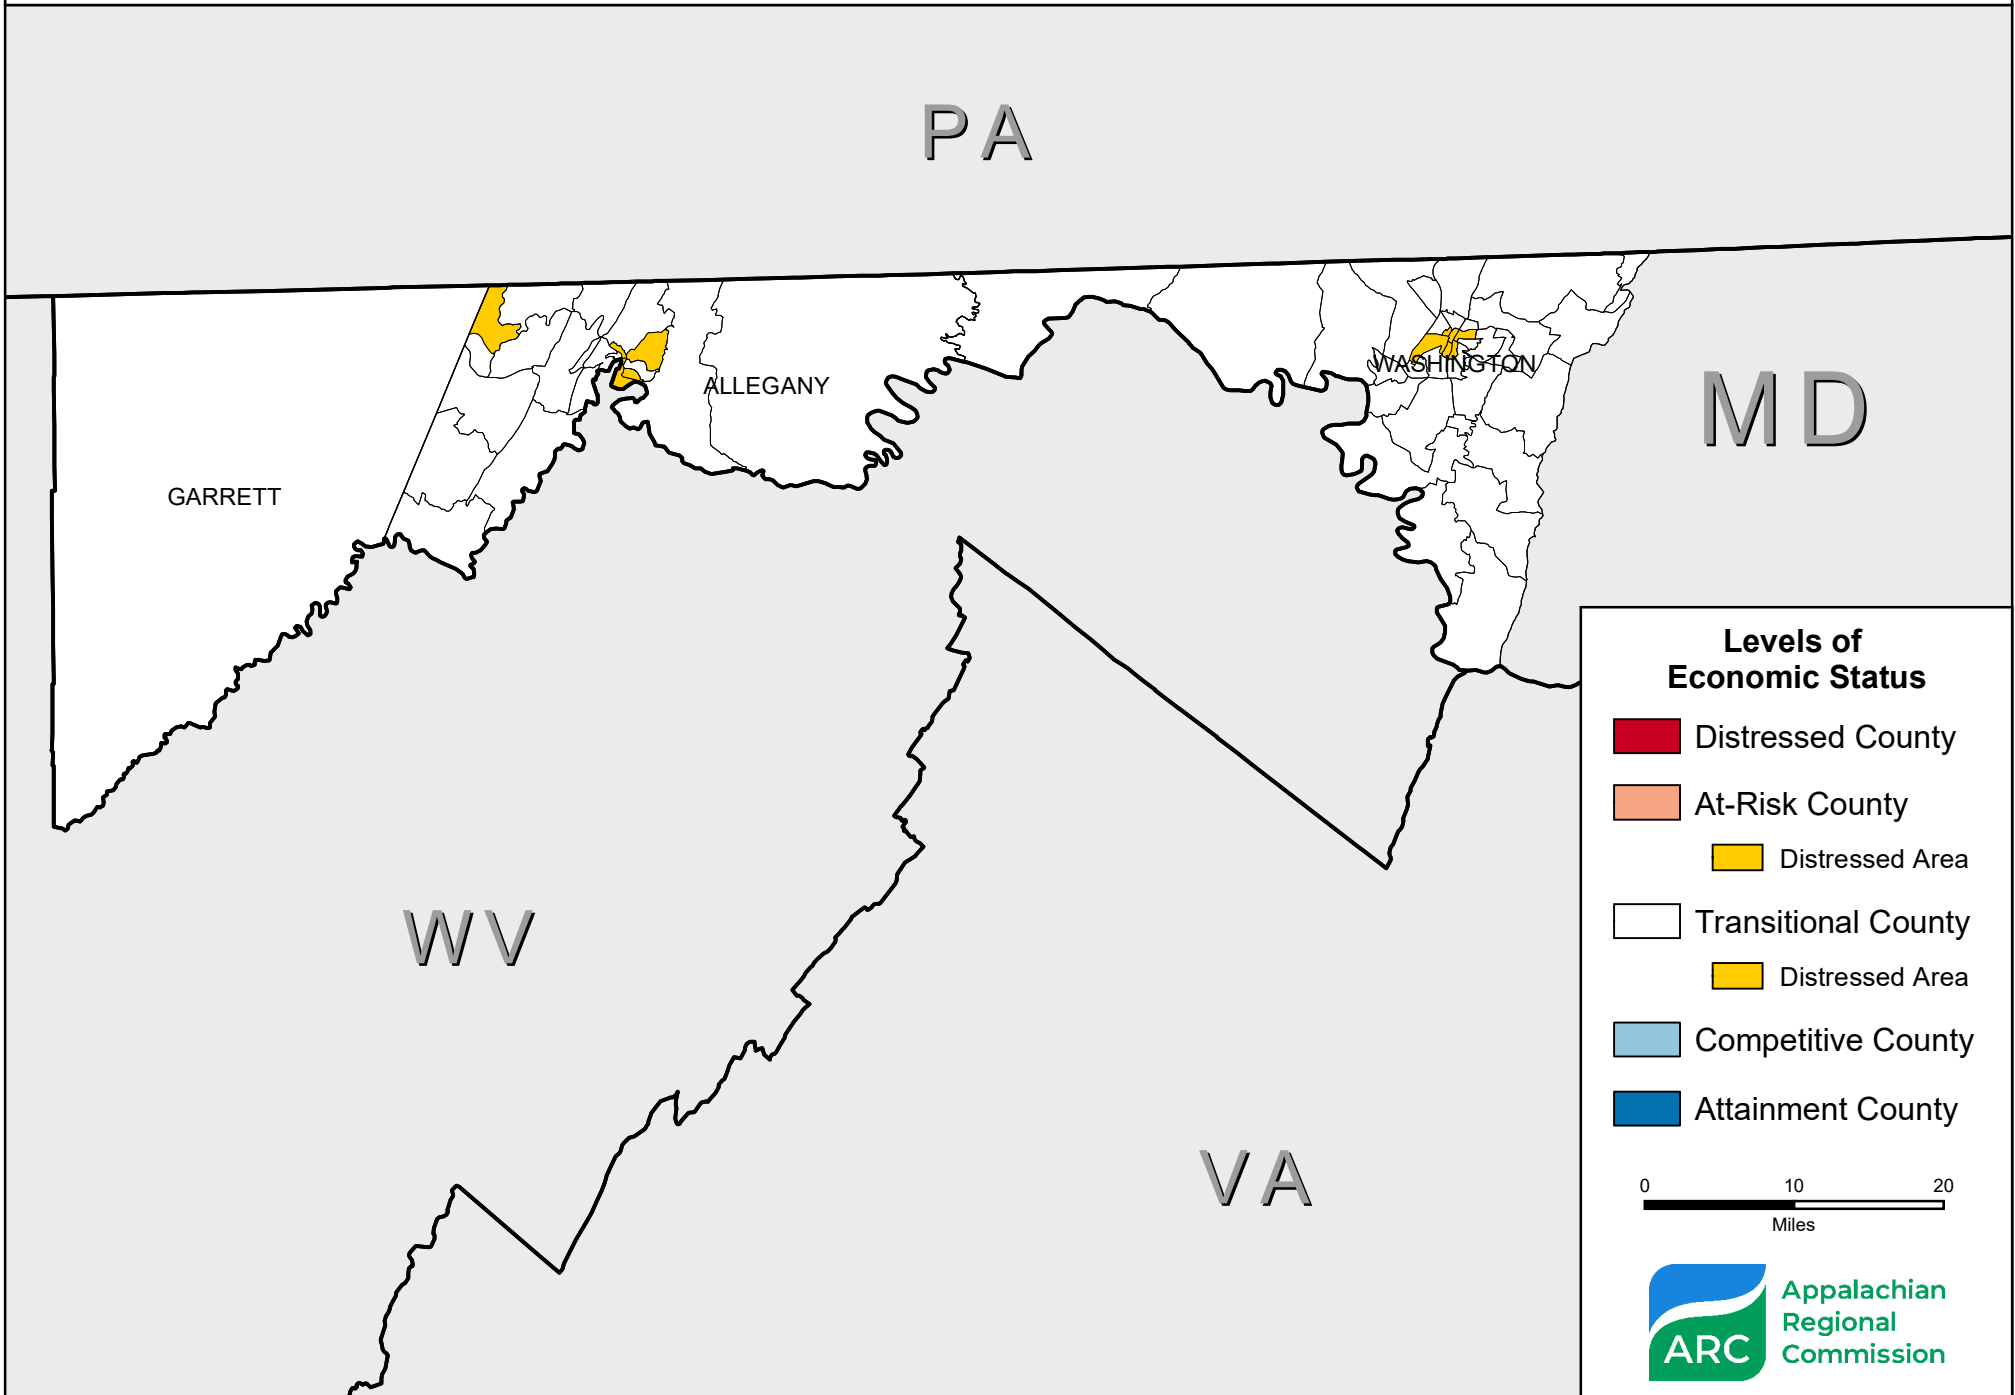 PA
MD
ALLEGANY
WASHINGTON
GARRETT
WV
VA
Levels of
Economic Status
Distressed County
At-Risk County
Distressed Area
Transitional County
Distressed Area
Competitive County
Attainment County
0 10 20
Miles
ARC
Appalachian
Regional
Commission